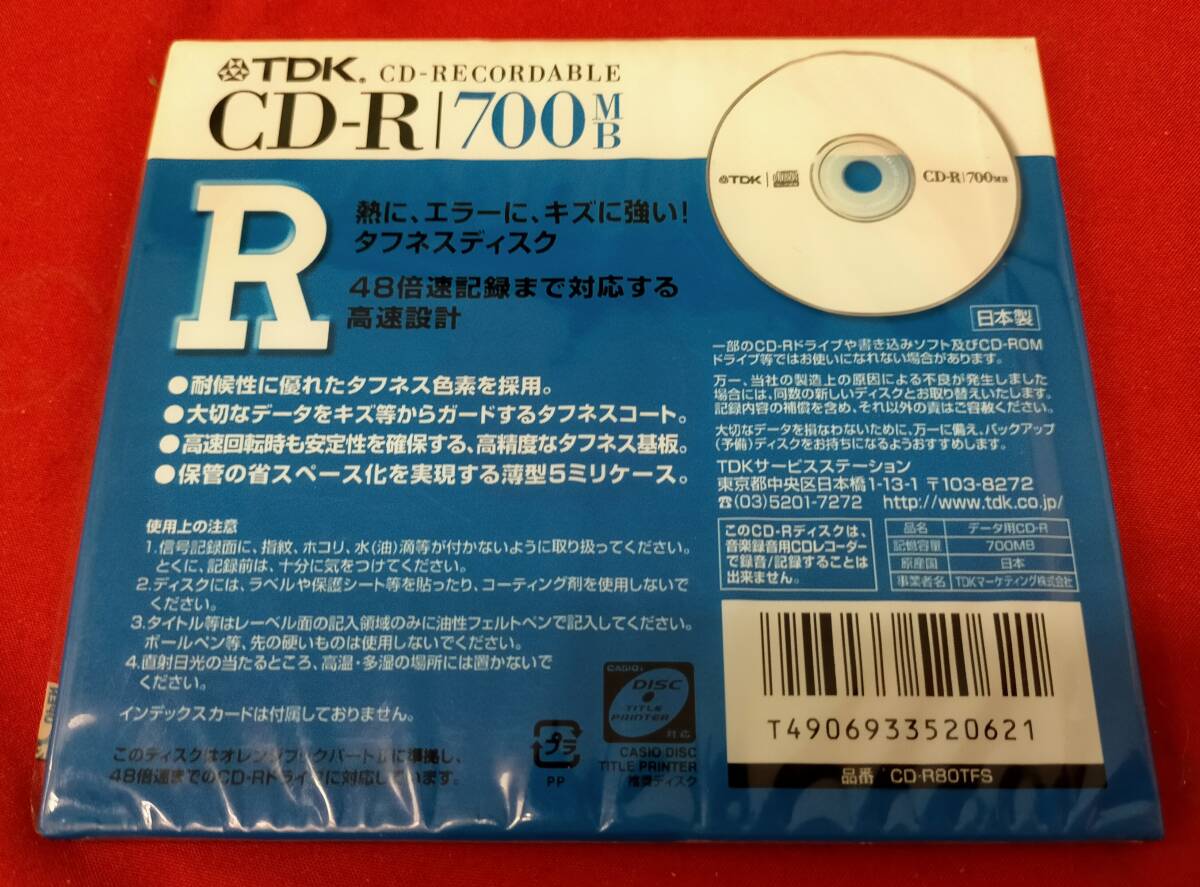 TDK. CD-RECORDABLE
CD-R 700MB
TDK
CD-R 700MB
R
熱に、エラーに、キズに強い!
タフネスディスク
48倍速記録まで対応する
高速設計
●耐候性に優れたタフネス色素を採用。
●大切なデータをキズ等からガードするタフネスコート。
●高速回転時も安定性を確保する、高精度なタフネス基板。
●保管の省スペース化を実現する薄型5ミリケース。
使用上の注意
1.信号記録面に、指紋、ホコリ、水(油)滴等が付かないように取り扱ってください。
とくに、記録前は、十分に気をつけてください。
2.ディスクには、ラベルや保護シート等を貼ったり、コーティング剤を使用しないで
ください。
3.タイトル等はレーベル面の記入領域のみに油性フェルトペンで記入してください。
ボールペン等、先の硬いものは使用しないでください。
4.直射日光の当たるところ、高温・多湿の場所には置かないで
ください。
インデックスカードは付属しておりません。
このディスクはオレンジブックパートⅡに準拠し、
48倍速までのCD-Rドライブに対応しています。
プラ
PP
CASIO
DISC
TITLE
PRINTER
対応
CASIO DISC
TITLE PRINTER
推奨ディスク
日本製
一部のCD-Rドライブや書き込みソフト及びCD-ROM
ドライブ等ではお使いになれない場合があります。
万一、当社の製造上の原因による不良が発生しました
場合には、同数の新しいディスクとお取り替えいたします。
記録内容の補償を含め、それ以外の責はご容赦ください。
大切なデータを損なわないために、万一に備え、バックアップ
(予備)ディスクをお持ちになるようおすすめします。
TDKサービスステーション
東京都中央区日本橋1-13-1 〒103-8272
☎(03)5201-7272 http://www.tdk.co.jp/
このCD-Rディスクは、
音楽録音用CDレコーダー
で録音/記録することは
出来ません。
品名 データ用CD-R
記憶容量 700MB
原産国 日本
事業者名 TDKマーケティング株式会社
T4906933520621
品番 CD-R80TFS